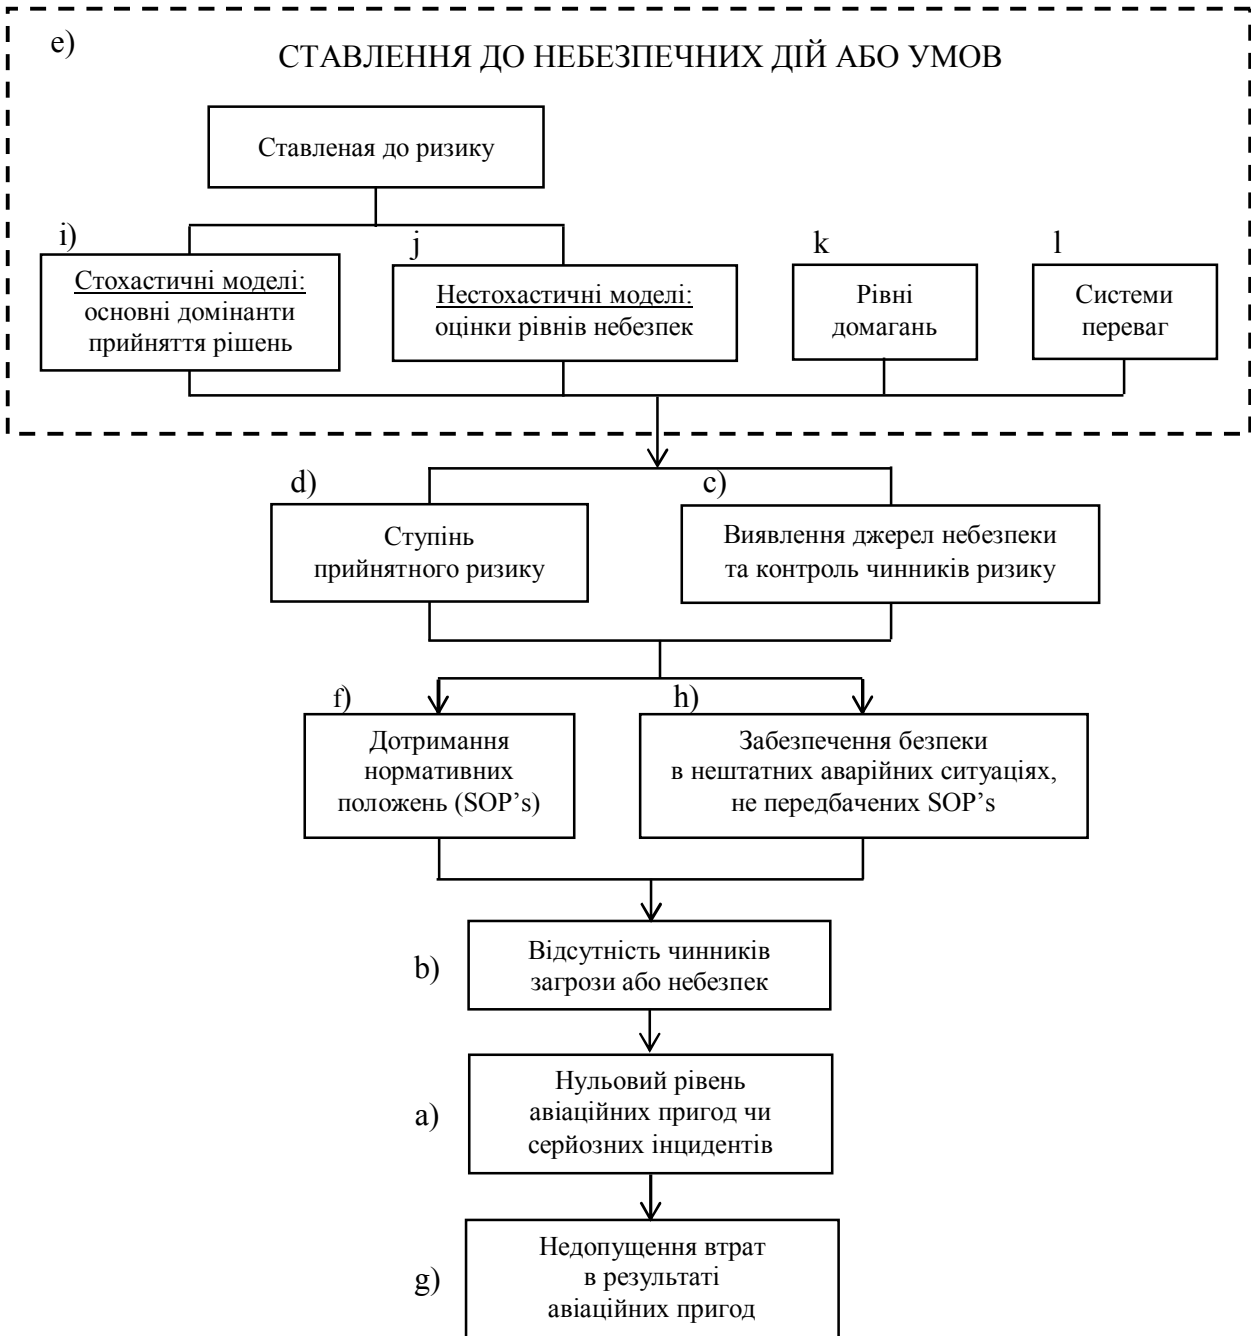 e)
СТАВЛЕННЯ ДО НЕБЕЗПЕЧНИХ ДІЙ АБО УМОВ
Ставленая до ризику
i)
Стохастичні моделі:
основні домінанти
прийняття рішень
j
Нестохастичні моделі:
оцінки рівнів небезпек
k
Рівні
домагань
l
Системи
переваг
d)
Ступінь
прийнятного ризику
c)
Виявлення джерел небезпеки
та контроль чинників ризику
f)
Дотримання
нормативних
положень (SOP’s)
h)
Забезпечення безпеки
в нештатних аварійних ситуаціях,
не передбачених SOP’s
b)
Відсутність чинників
загрози або небезпек
a)
Нульовий рівень
авіаційних пригод чи
серйозних інцидентів
g)
Недопущення втрат
в результаті
авіаційних пригод